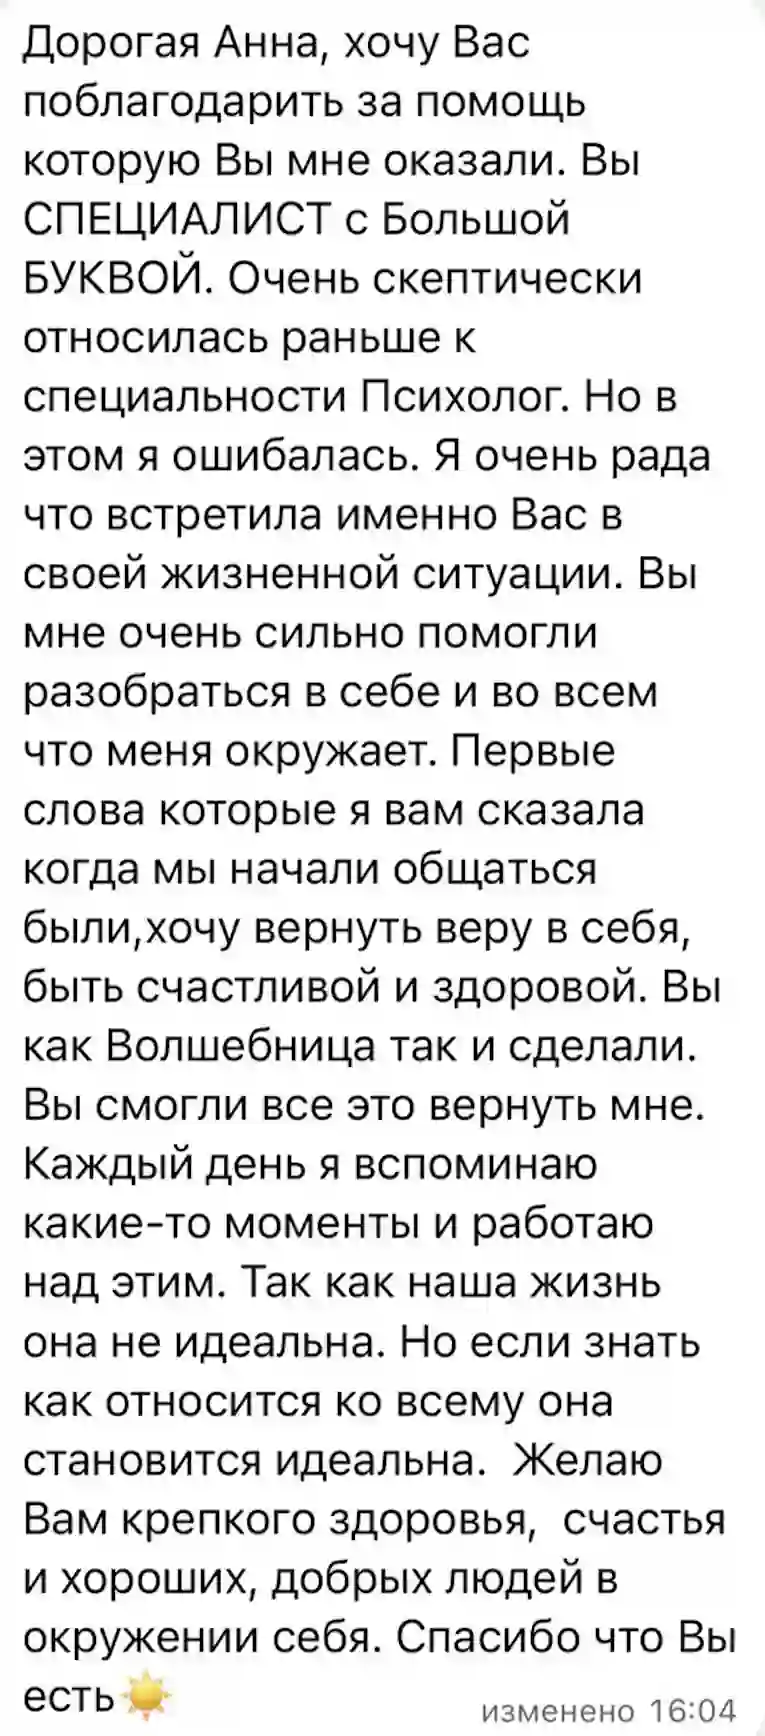 Дорогая Анна, хочу Вас
поблагодарить за помощь
которую Вы мне оказали. Вы
СПЕЦИАЛИСТ с Большой
БУКВОЙ. Очень скептически
относилась раньше к
специальности Психолог. Но в
этом я ошибалась. Я очень рада
что встретила именно Вас в
своей жизненной ситуации. Вы
мне очень сильно помогли
разобраться в себе и во всем
что меня окружает. Первые
слова которые я вам сказала
когда мы начали общаться
были,хочу вернуть веру в себя,
быть счастливой и здоровой. Вы
как Волшебница так и сделали.
Вы смогли все это вернуть мне.
Каждый день я вспоминаю
какие-то моменты и работаю
над этим. Так как наша жизнь
она не идеальна. Но если знать
как относится ко всему она
становится идеальна.  Желаю
Вам крепкого здоровья,  счастья
и хороших, добрых людей в
окружении себя. Спасибо что Вы
есть☀️
изменено 16:04